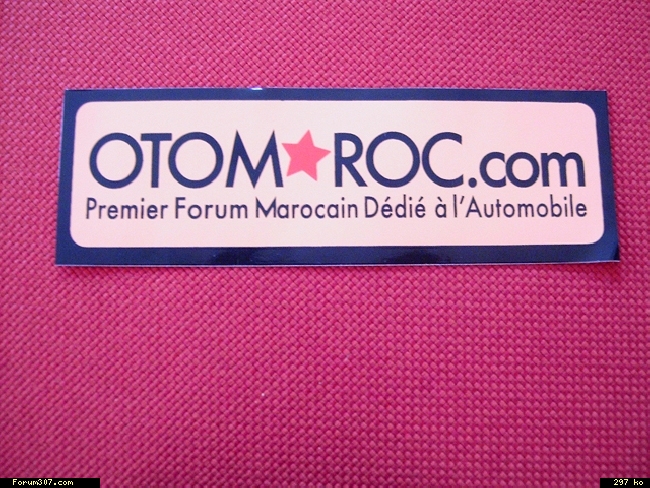 OTOM★ROC.com
Premier Forum Marocain Dédié à l'Automobile
Forum307.com
297 ko